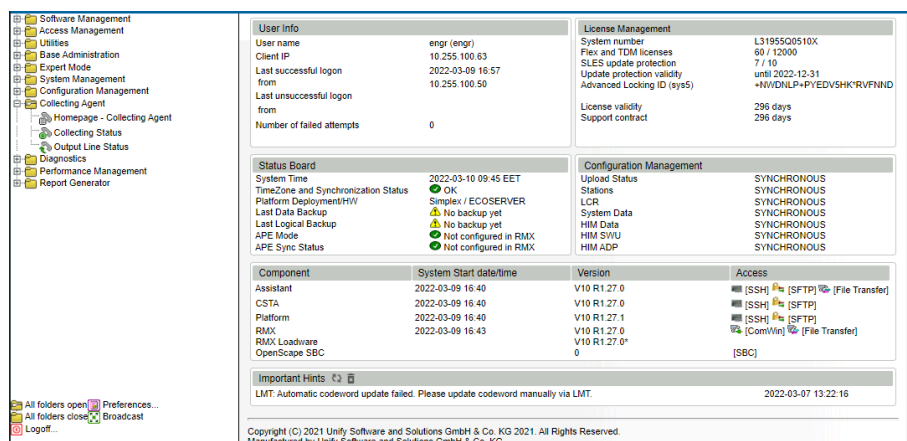 Software Management
Access Management
Utilities
Base Administration
Expert Mode
System Management
Configuration Management
Collecting Agent
Homepage - Collecting Agent
Collecting Status
Output Line Status
Diagnostics
Performance Management
Report Generator
All folders open Preferences...
All folders close Broadcast
Logoff...
User Info
User name engr (engr)
Client IP 10.255.100.63
Last successful logon 2022-03-09 16:57
from 10.255.100.50
Last unsuccessful logon
from
Number of failed attempts 0
License Management
System number L31955Q0510X
Flex and TDM licenses 60 / 12000
SLES update protection 7 / 10
Update protection validity until 2022-12-31
Advanced Locking ID (sys5) +NWDNLP+PYEDV5HK*RVFNND
License validity 296 days
Support contract 296 days
Status Board
System Time 2022-03-10 09:45 EET
TimeZone and Synchronization Status OK
Platform Deployment/HW Simplex / ECOSERVER
Last Data Backup No backup yet
Last Logical Backup No backup yet
APE Mode Not configured in RMX
APE Sync Status Not configured in RMX
Configuration Management
Upload Status SYNCHRONOUS
Stations SYNCHRONOUS
LCR SYNCHRONOUS
System Data SYNCHRONOUS
HIM Data SYNCHRONOUS
HIM SWU SYNCHRONOUS
HIM ADP SYNCHRONOUS
Component System Start date/time Version Access
Assistant 2022-03-09 16:40 V10 R1.27.0 [SSH] [SFTP] [File Transfer]
CSTA 2022-03-09 16:40 V10 R1.27.0 [SSH] [SFTP]
Platform 2022-03-09 16:40 V10 R1.27.1 [SSH] [SFTP]
RMX 2022-03-09 16:43 V10 R1.27.0 [ComWin] [File Transfer]
RMX Loadware V10 R1.27.0*
OpenScape SBC 0 [SBC]
Important Hints
LMT: Automatic codeword update failed. Please update codeword manually via LMT. 2022-03-07 13:22:16
Copyright (C) 2021 Unify Software and Solutions GmbH & Co. KG 2021. All Rights Reserved.
Manufactured by Unify Software and Solutions GmbH & Co. KG